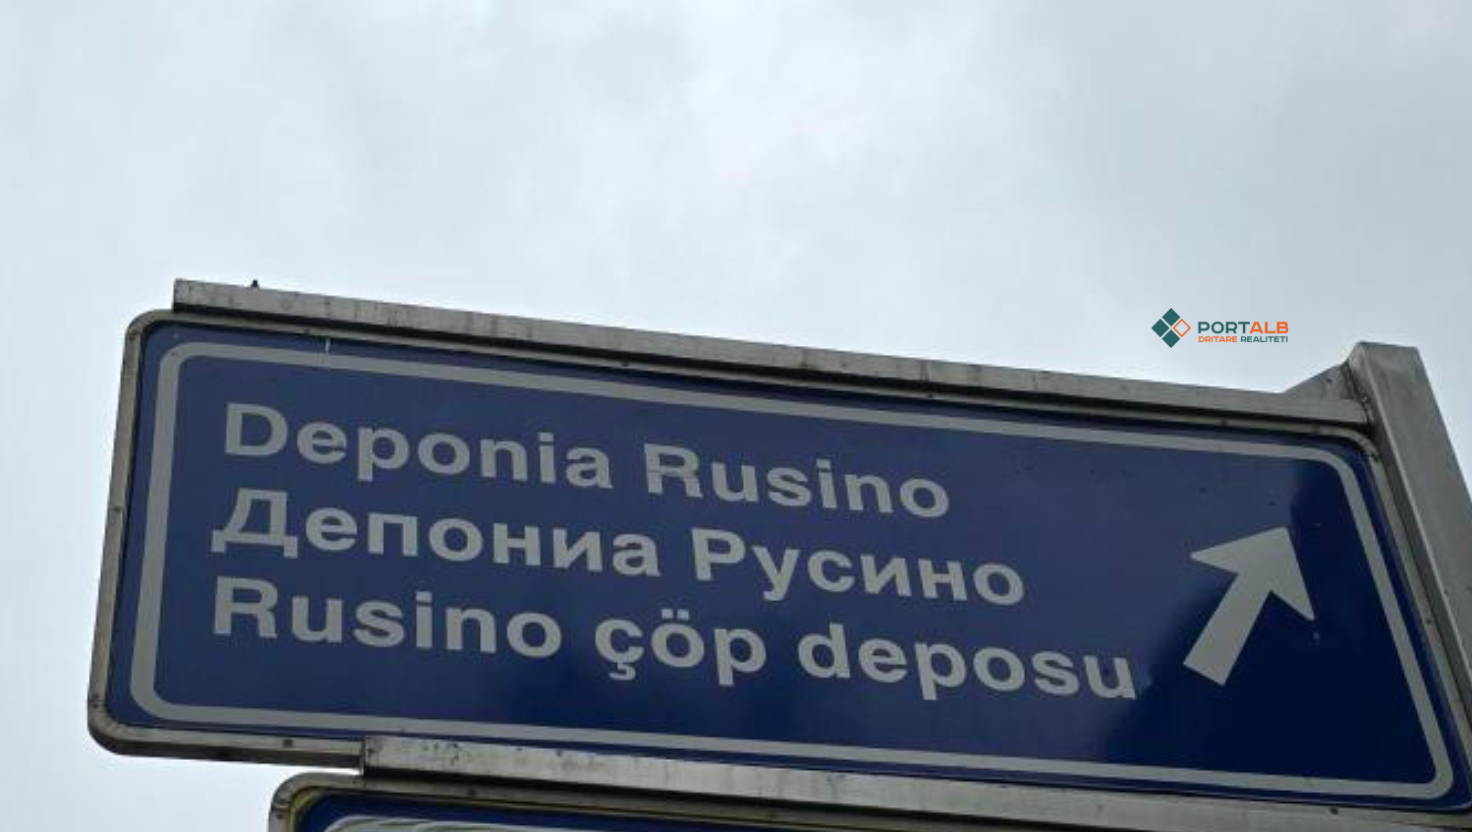 PORTALB
DRITARE REALITETI
Deponia Rusino
Депониа Русино
Rusino çöp deposu